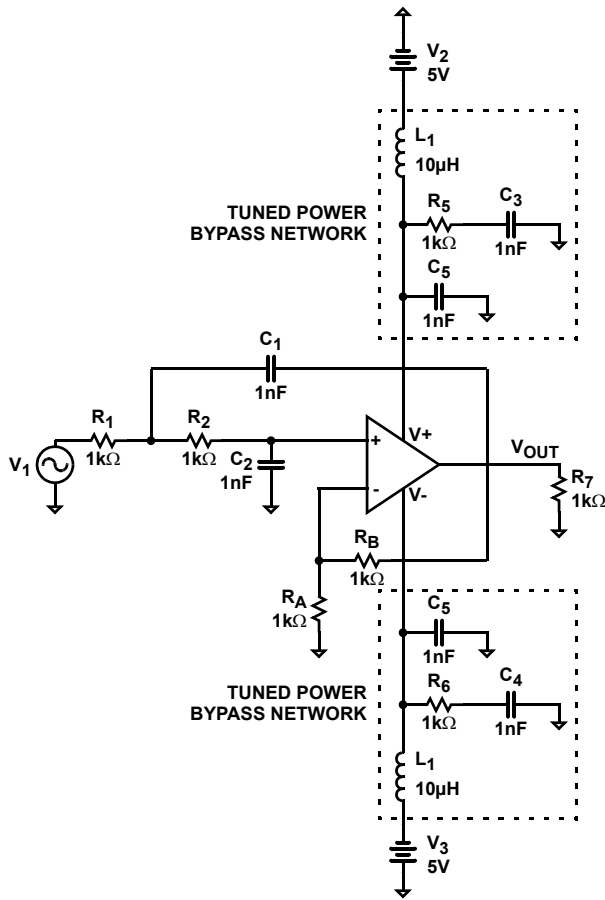 V2
5V
L1
10µH
TUNED POWER
BYPASS NETWORK
R5
1kΩ
C3
1nF
C5
1nF
C1
1nF
R1
1kΩ
R2
1kΩ
C2
1nF
V1
+
-
V+
V-
VOUT
R7
1kΩ
RB
1kΩ
RA
1kΩ
C5
1nF
TUNED POWER
BYPASS NETWORK
R6
1kΩ
C4
1nF
L1
10µH
V3
5V